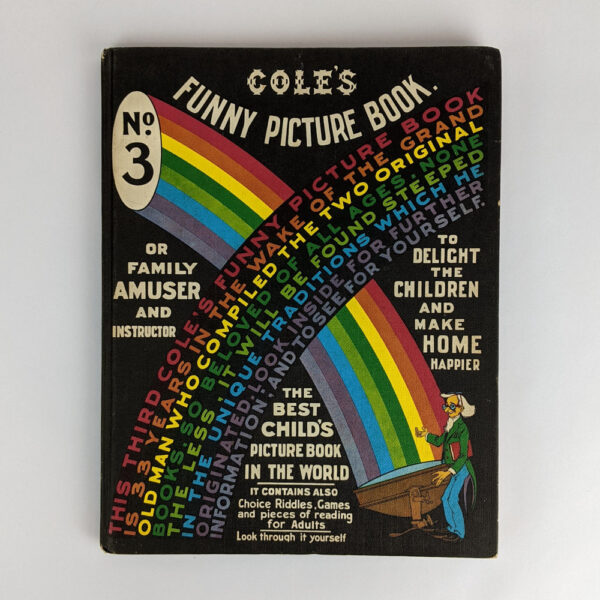 COLE'S
FUNNY PICTURE BOOK.
No.
3
THIS THIRD COLE'S FUNNY PICTURE BOOK
IS 33 YEARS IN THE WAKE OF THE GRAND
OLD MAN WHO COMPILED THE TWO ORIGINAL
BOOKS, SO BELOVED OF ALL AGES. NONE
THE LESS, IT WILL BE FOUND STEEPED
IN THE UNIQUE TRADITIONS WHICH HE
ORIGINATED. LOOK INSIDE FOR FURTHER
INFORMATION, AND TO SEE FOR YOURSELF.
OR
FAMILY
AMUSER
AND
INSTRUCTOR
TO
DELIGHT
THE
CHILDREN
AND
MAKE
HOME
HAPPIER
THE
BEST
CHILD'S
PICTURE BOOK
IN THE WORLD
IT CONTAINS ALSO
Choice Riddles, Games
and pieces of reading
for Adults
Look through it yourself